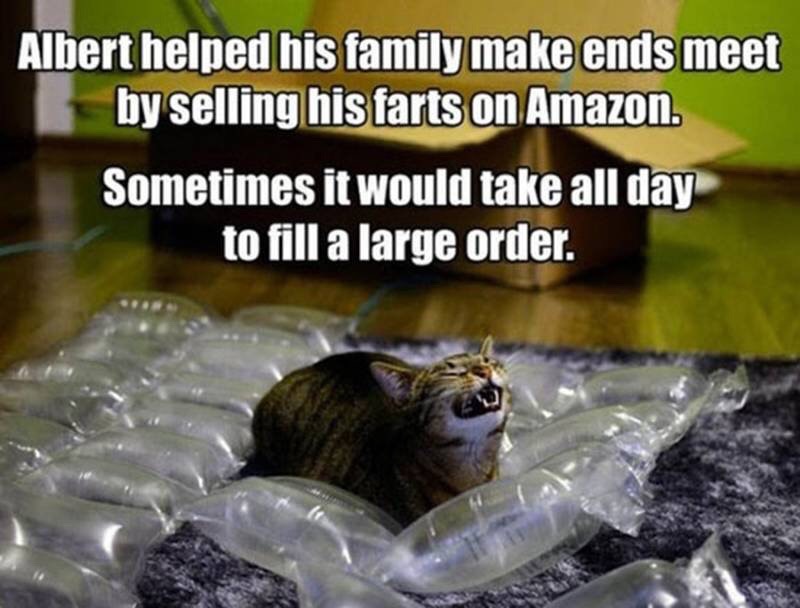 Albert helped his family make ends meet
by selling his farts on Amazon.
Sometimes it would take all day
to fill a large order.